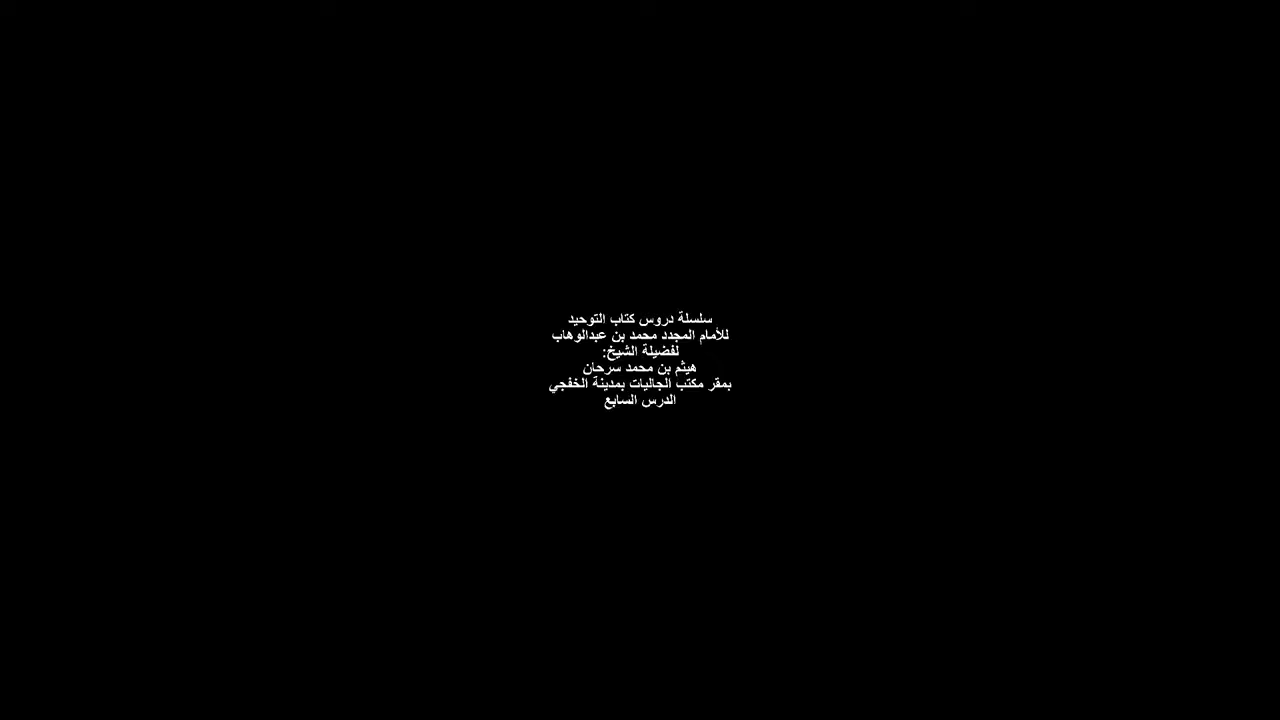 سلسلة دروس كتاب التوحيد
للأمام المجدد محمد بن عبدالوهاب
لفضيلة الشيخ:
هيثم بن محمد سرحان
بمقر مكتب الجاليات بمدينة الخفجي
الدرس السابع